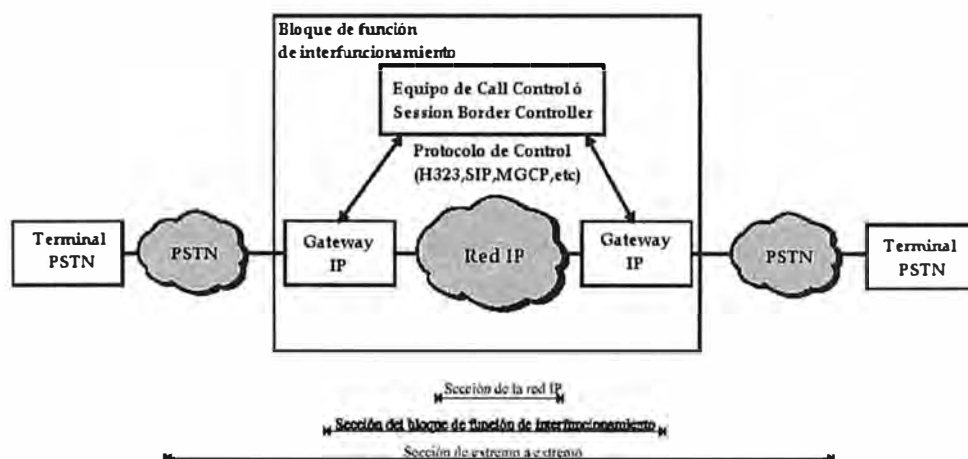 Bloque de función
de interfuncionamiento
Equipo de Call Control ó
Session Border Controller
Protocolo de Control
(H323,SIP,MGCP,etc)
Terminal
PSTN
PSTN
Gateway
IP
Red IP
Gateway
IP
PSTN
Terminal
PSTN
Sección de la red IP
Sección del bloque de función de interfuncionamiento
Sección de extremo a extremo